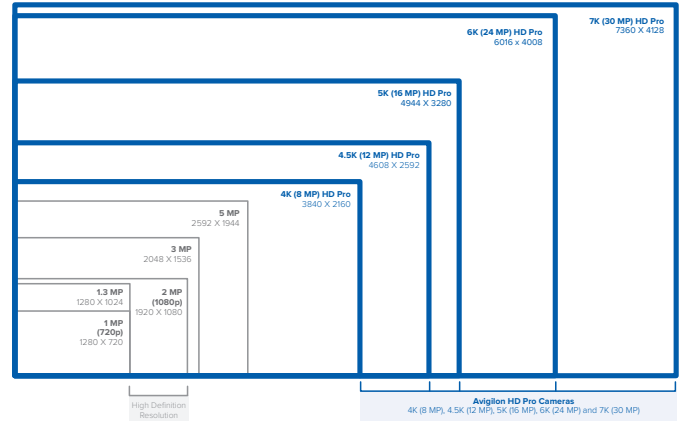 7K (30 MP) HD Pro
7360 X 4128
6K (24 MP) HD Pro
6016 x 4008
5K (16 MP) HD Pro
4944 X 3280
4.5K (12 MP) HD Pro
4608 X 2592
4K (8 MP) HD Pro
3840 X 2160
5 MP
2592 X 1944
3 MP
2048 X 1536
1.3 MP
1280 X 1024
2 MP
(1080p)
1920 X 1080
1 MP
(720p)
1280 X 720
High Definition
Resolution
Avigilon HD Pro Cameras
4K (8 MP), 4.5K (12 MP), 5K (16 MP), 6K (24 MP) and 7K (30 MP)